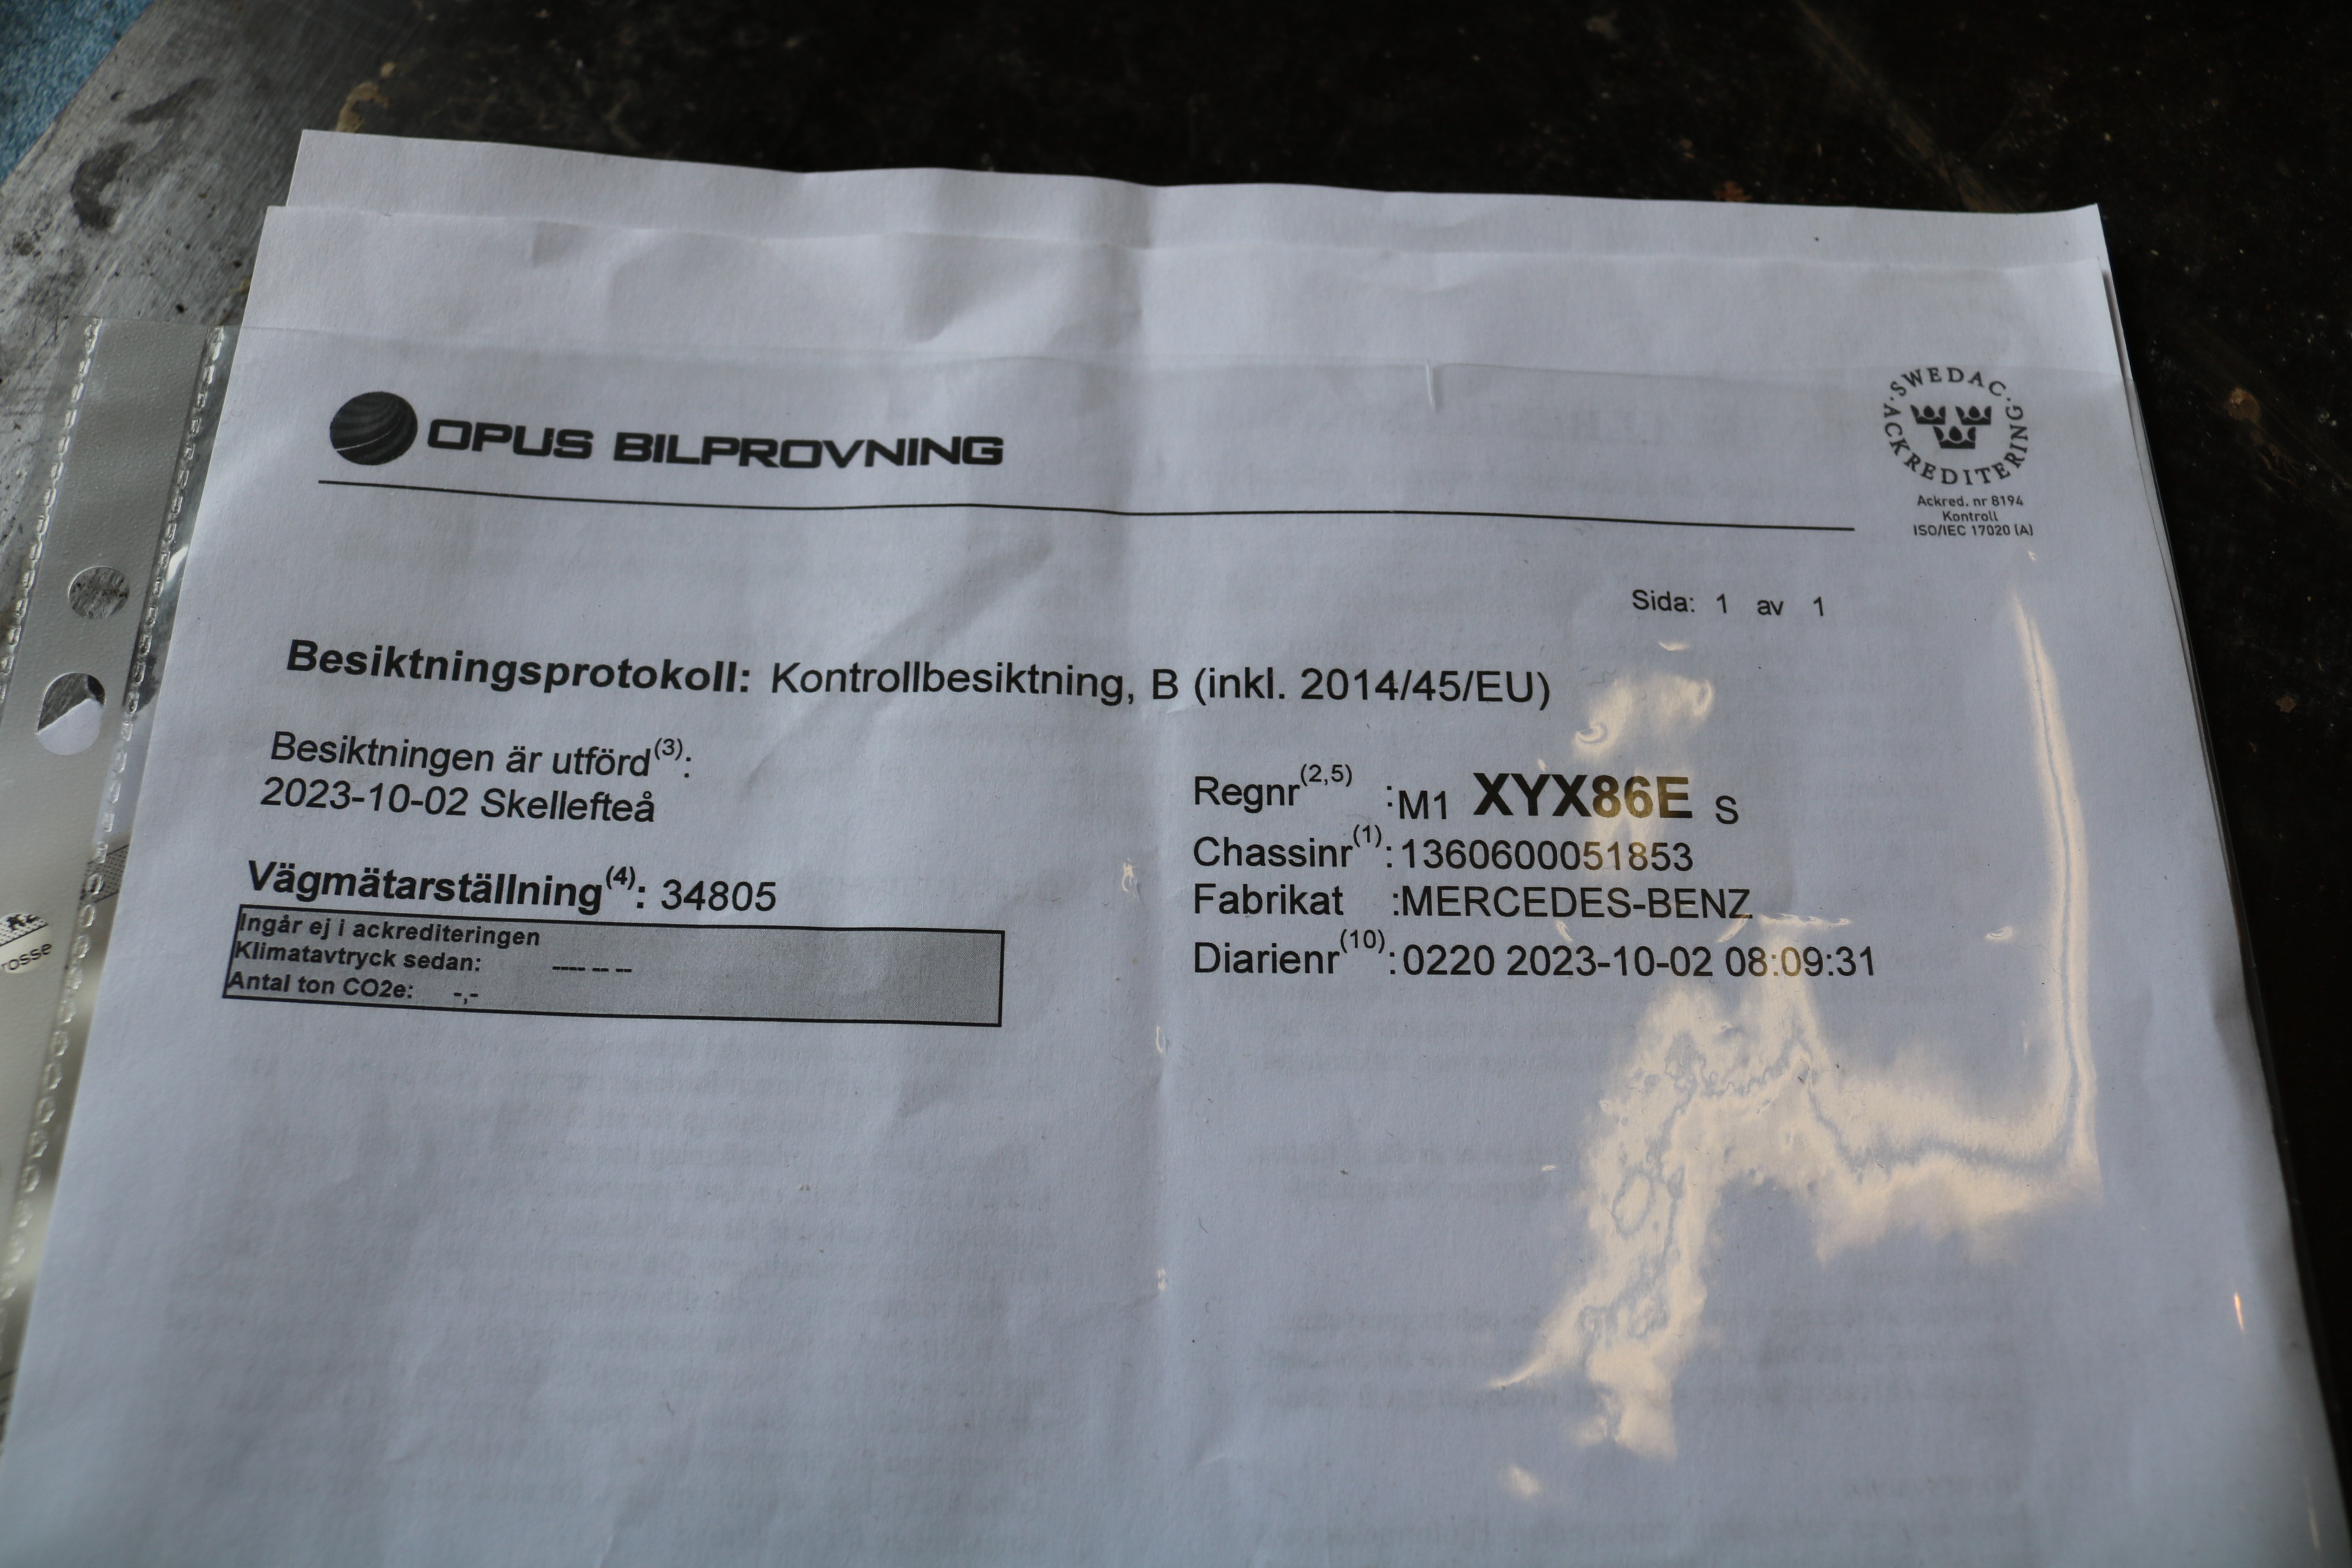 OPUS BILPROVNING
·SWEDAC·
ACKREDITERING
Ackred. nr 8194
Kontroll
ISO/IEC 17020 (A)
Sida: 1 av 1
Besiktningsprotokoll: Kontrollbesiktning, B (inkl. 2014/45/EU)
Besiktningen är utförd(3):
2023-10-02 Skellefteå
Vägmätarställning(4): 34805
Ingår ej i ackrediteringen
Klimatavtryck sedan: ---- -- --
Antal ton CO2e: -,-
Regnr(2,5) :M1 XYX86E S
Chassinr(1):1360600051853
Fabrikat :MERCEDES-BENZ
Diarienr(10):0220 2023-10-02 08:09:31